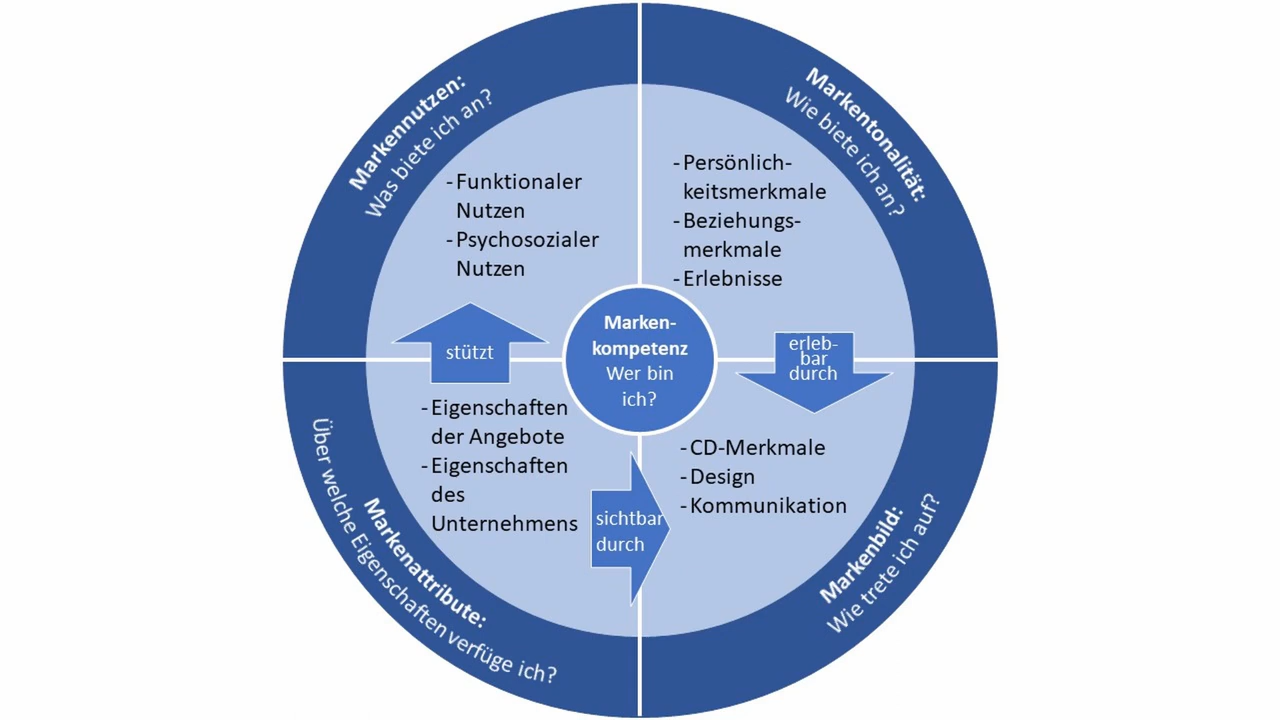 Markennutzen:
Was biete ich an?
- Funktionaler
Nutzen
- Psychosozialer
Nutzen
Markentonalität:
Wie biete ich an?
- Persönlich-
keitsmerkmale
- Beziehungs-
merkmale
- Erlebnisse
Marken-
kompetenz
Wer bin
ich?
stützt
erleb-
bar
durch
- Eigenschaften
der Angebote
- Eigenschaften
des
Unternehmens
Markenattribute:
Über welche Eigenschaften verfüge ich?
sichtbar
durch
- CD-Merkmale
- Design
- Kommunikation
Markenbild:
Wie trete ich auf?